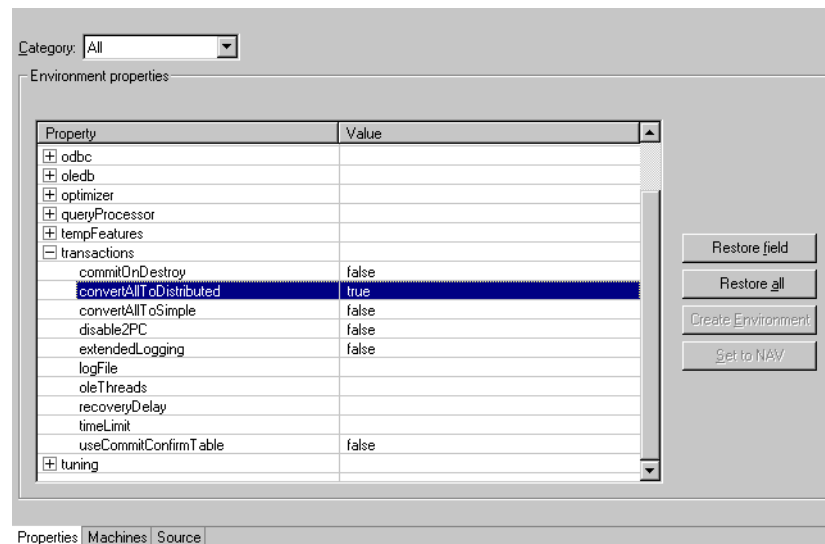 Category: All
Environment properties
Property Value
odbc
oledb
optimizer
queryProcessor
tempFeatures
transactions
commitOnDestroy false
convertAllToDistributed true
convertAllToSimple false
disable2PC false
extendedLogging false
logFile
oleThreads
recoveryDelay
timeLimit
useCommitConfirmTable false
tuning
Restore field
Restore all
Create Environment
Set to NAV
Properties Machines Source